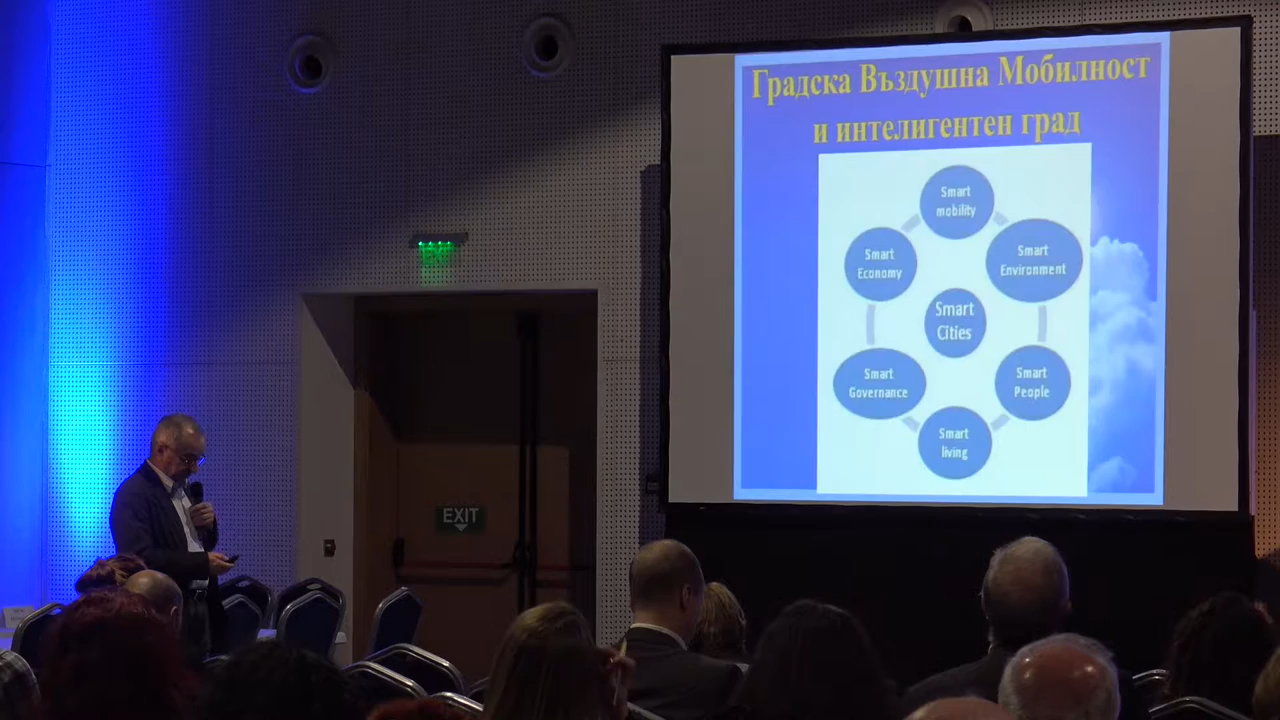 Градска Въздушна Мобилност
и интелигентен град
Smart
mobility
Smart
Economy
Smart
Environment
Smart
Cities
Smart
Governance
Smart
People
Smart
living
EXIT
EXIT